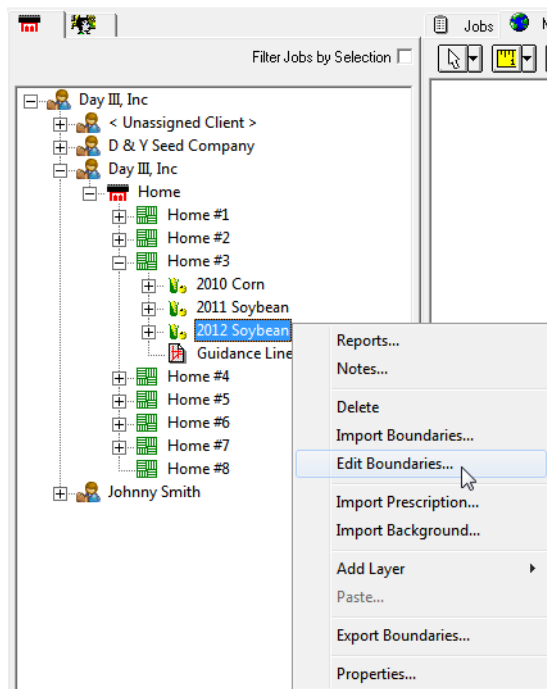 Jobs
Filter Jobs by Selection
Day III, Inc
< Unassigned Client >
D & Y Seed Company
Day III, Inc
Home
Home #1
Home #2
Home #3
2010 Corn
2011 Soybean
2012 Soybean
Guidance Line
Home #4
Home #5
Home #6
Home #7
Home #8
Johnny Smith
Reports...
Notes...
Delete
Import Boundaries...
Edit Boundaries...
Import Prescription...
Import Background...
Add Layer
Paste...
Export Boundaries...
Properties...